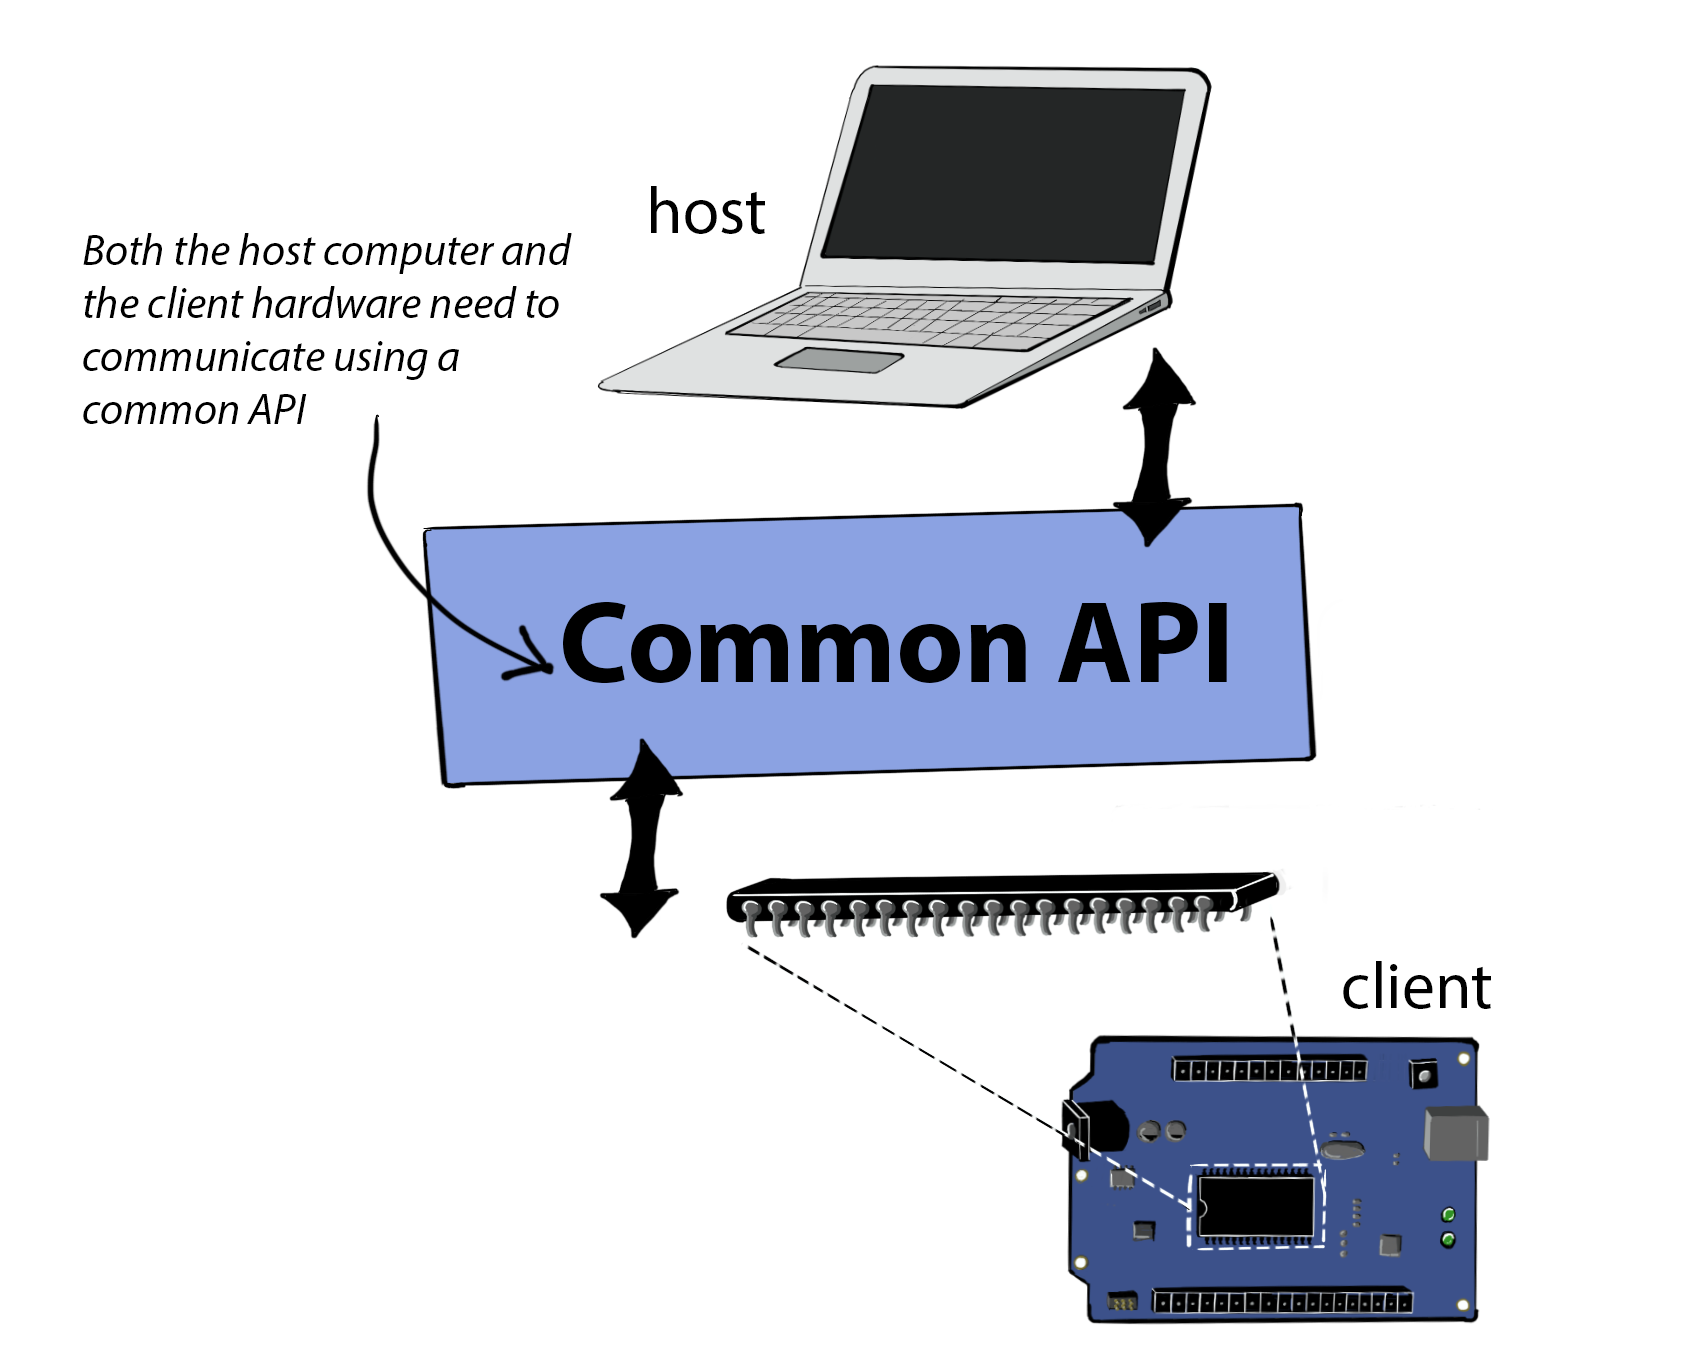 host
Both the host computer and
the client hardware need to
communicate using a
common API
Common API
client